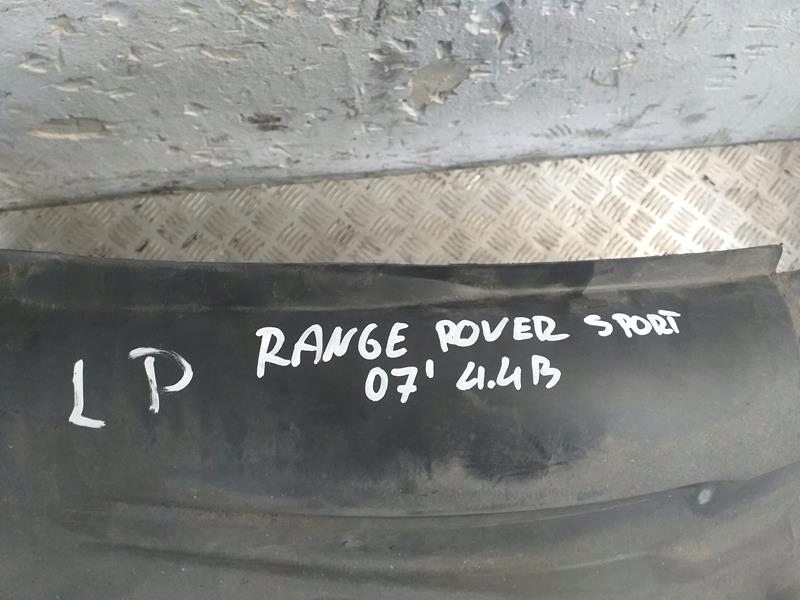 LP
RANGE ROVER SPORT
07' 4.4B